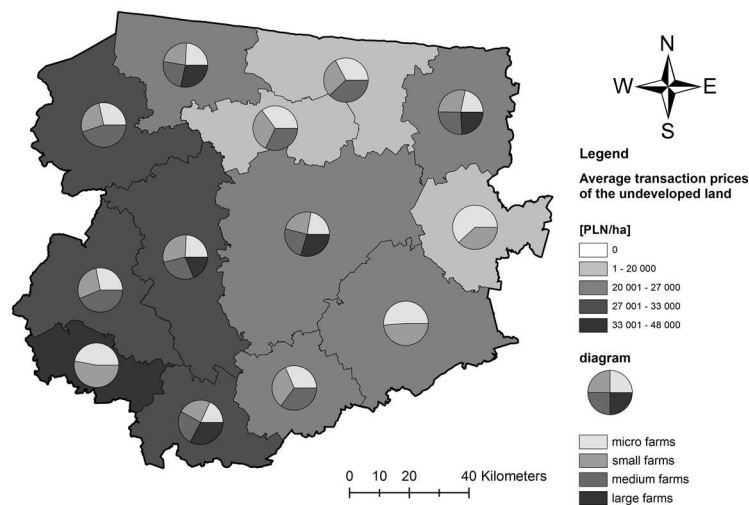 N
W E
S
Legend
Average transaction prices
of the undeveloped land
[PLN/ha]
0
1 - 20 000
20 001 - 27 000
27 001 - 33 000
33 001 - 48 000
diagram
micro farms
small farms
medium farms
large farms
0 10 20 40 Kilometers